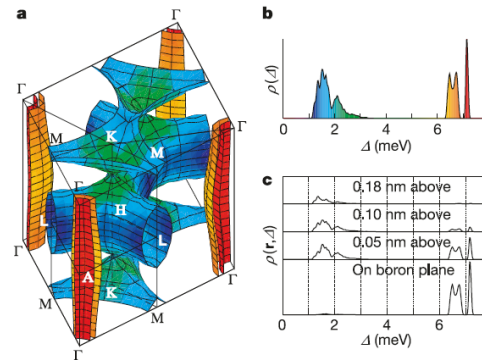 a
Γ
Γ
Γ
M
K
M
Γ
L
H
Γ
L
A
K
Γ
M
M
Γ
b
ρ(Δ)
0 2 4 6
Δ (meV)
c
ρ(r,Δ)
0.18 nm above
0.10 nm above
0.05 nm above
On boron plane
0 2 4 6
Δ (meV)